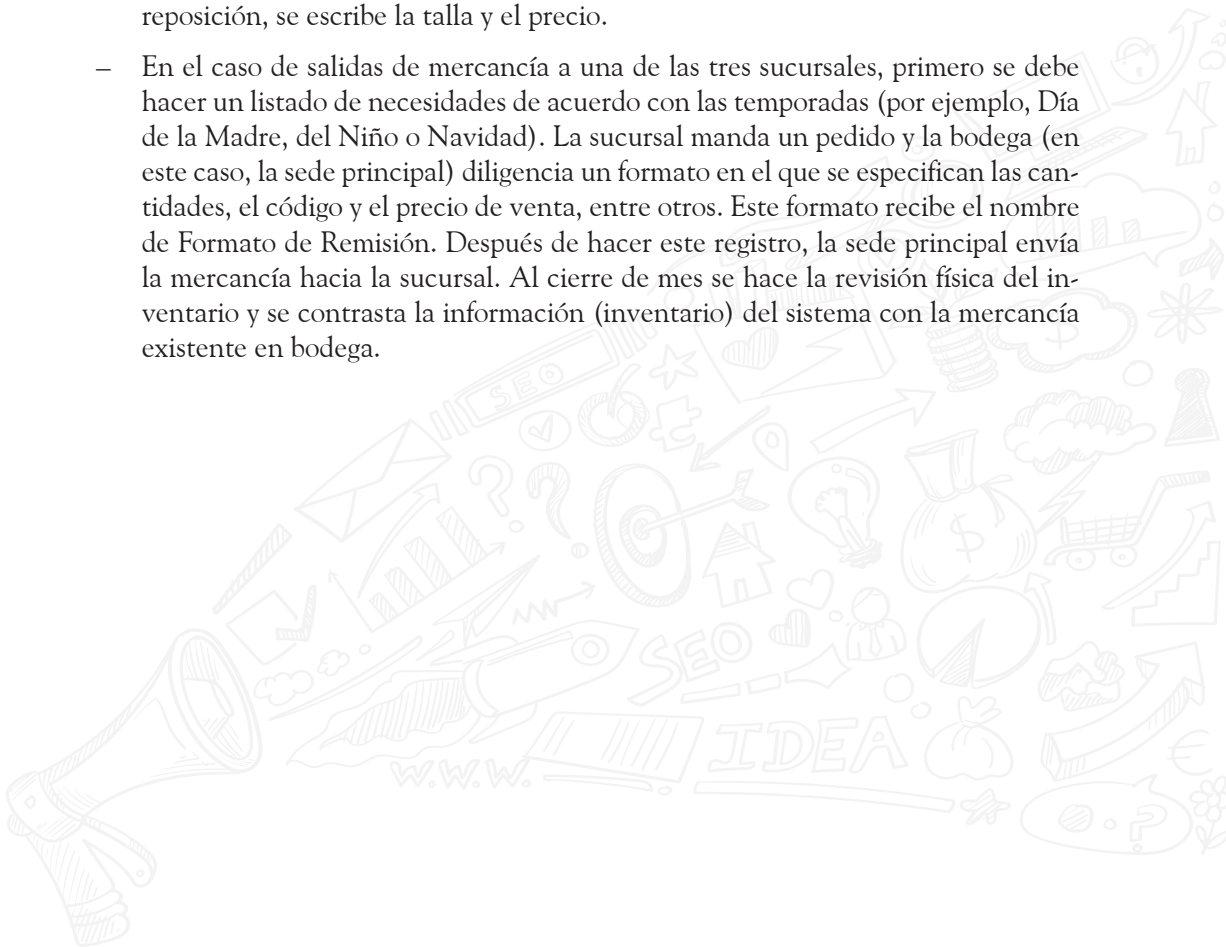 reposición, se escribe la talla y el precio.
– En el caso de salidas de mercancía a una de las tres sucursales, primero se debe
hacer un listado de necesidades de acuerdo con las temporadas (por ejemplo, Día
de la Madre, del Niño o Navidad). La sucursal manda un pedido y la bodega (en
este caso, la sede principal) diligencia un formato en el que se especifican las can-
tidades, el código y el precio de venta, entre otros. Este formato recibe el nombre
de Formato de Remisión. Después de hacer este registro, la sede principal envía
la mercancía hacia la sucursal. Al cierre de mes se hace la revisión física del in-
ventario y se contrasta la información (inventario) del sistema con la mercancía
existente en bodega.
SEO
SEO
IDEA
W.W.W.